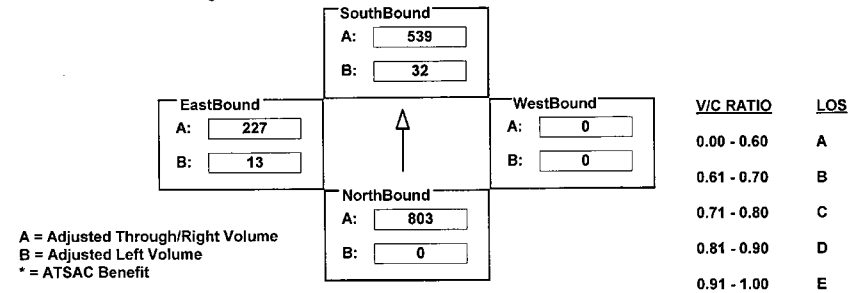 SouthBound
A: 539
B: 32
EastBound
A: 227
B: 13
WestBound
A: 0
B: 0
NorthBound
A: 803
B: 0
A = Adjusted Through/Right Volume
B = Adjusted Left Volume
* = ATSAC Benefit
V/C RATIO LOS
0.00 - 0.60 A
0.61 - 0.70 B
0.71 - 0.80 C
0.81 - 0.90 D
0.91 - 1.00 E